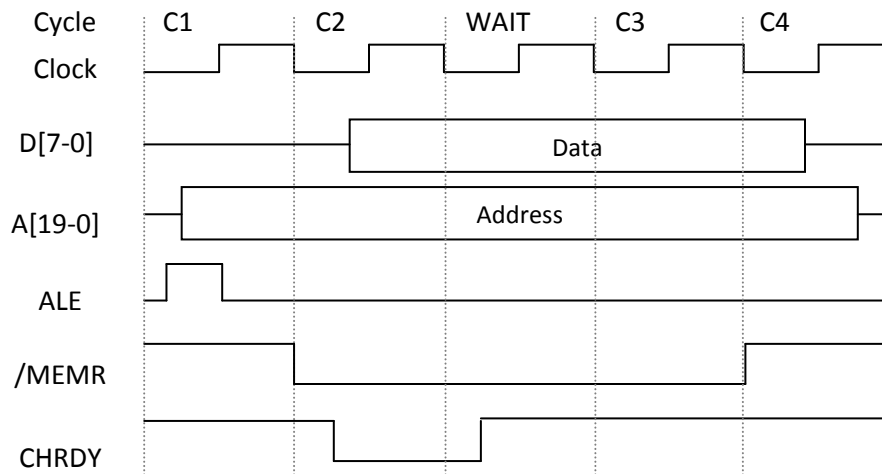 Cycle C1 C2 WAIT C3 C4
Clock
D[7-0] Data
A[19-0] Address
ALE
/MEMR
CHRDY